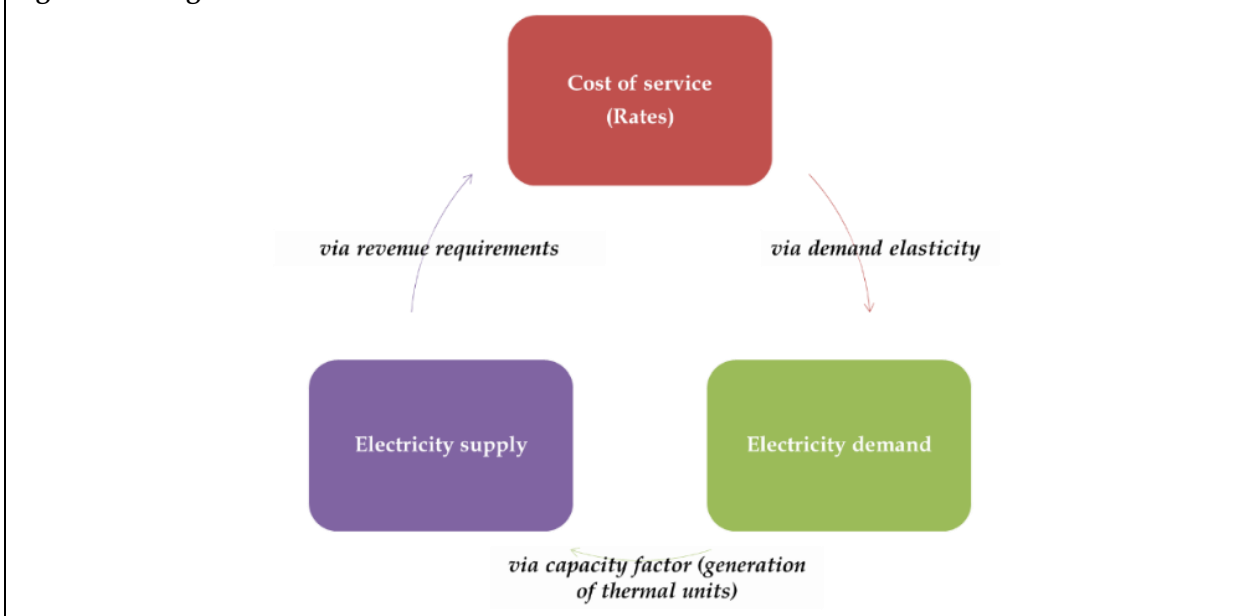 Cost of service
(Rates)
via revenue requirements
via demand elasticity
Electricity supply
Electricity demand
via capacity factor (generation
of thermal units)